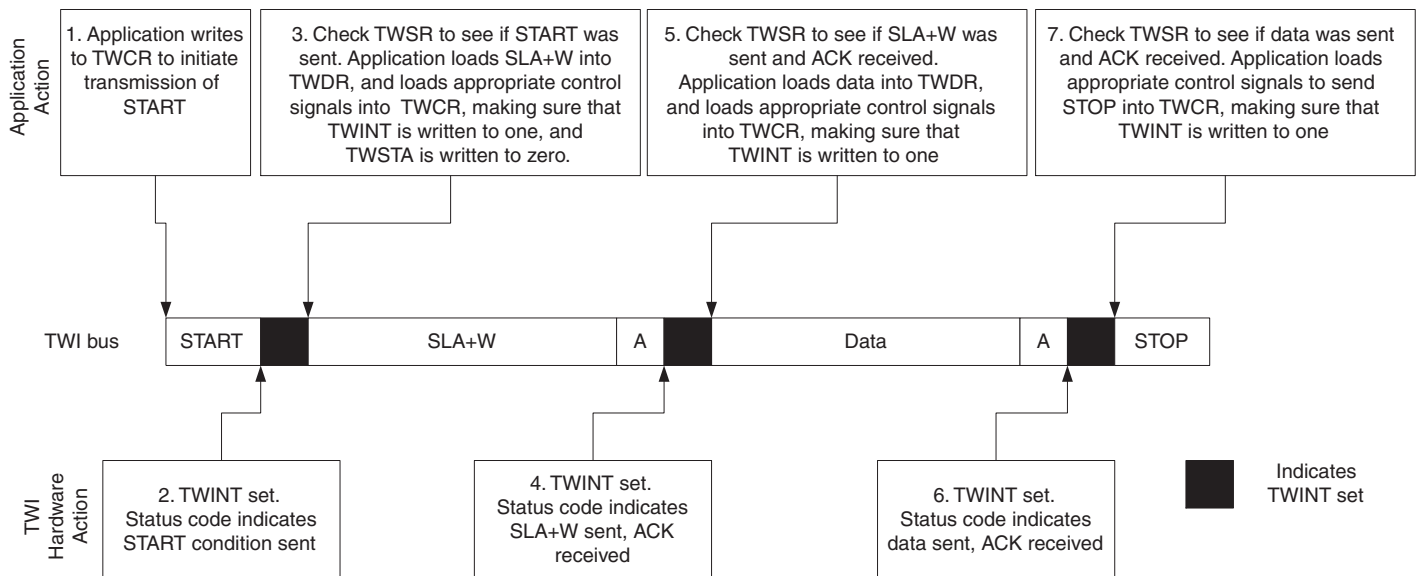 Application
Action
1. Application writes
to TWCR to initiate
transmission of
START
3. Check TWSR to see if START was
sent. Application loads SLA+W into
TWDR, and loads appropriate control
signals into TWCR, making sure that
TWINT is written to one, and
TWSTA is written to zero.
5. Check TWSR to see if SLA+W was
sent and ACK received.
Application loads data into TWDR,
and loads appropriate control signals
into TWCR, making sure that
TWINT is written to one
7. Check TWSR to see if data was sent
and ACK received. Application loads
appropriate control signals to send
STOP into TWCR, making sure that
TWINT is written to one
TWI bus
START
SLA+W
A
Data
A
STOP
TWI
Hardware
Action
2. TWINT set.
Status code indicates
START condition sent
4. TWINT set.
Status code indicates
SLA+W sent, ACK
received
6. TWINT set.
Status code indicates
data sent, ACK received
Indicates
TWINT set